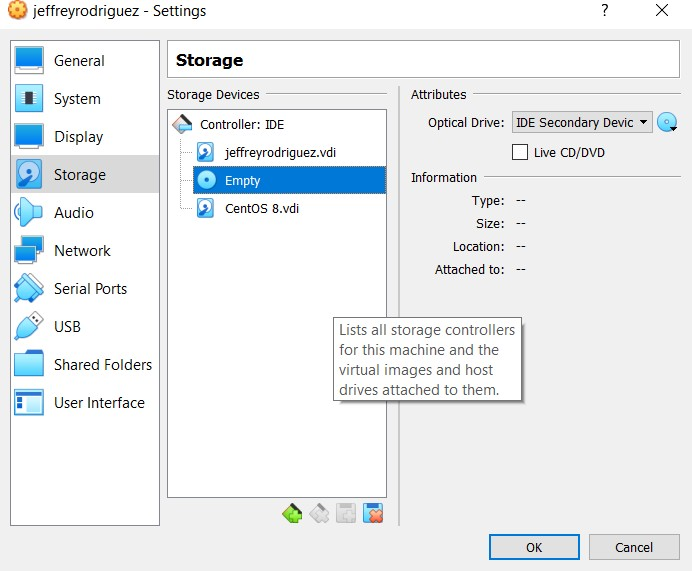 jeffreyrodriguez - Settings
?
General
System
Display
Storage
Audio
Network
Serial Ports
USB
Shared Folders
User Interface
Storage
Storage Devices
Controller: IDE
jeffreyrodriguez.vdi
Empty
CentOS 8.vdi
Attributes
Optical Drive: IDE Secondary Devic
Live CD/DVD
Information
Type: --
Size: --
Location: --
Attached to: --
Lists all storage controllers
for this machine and the
virtual images and host
drives attached to them.
OK Cancel